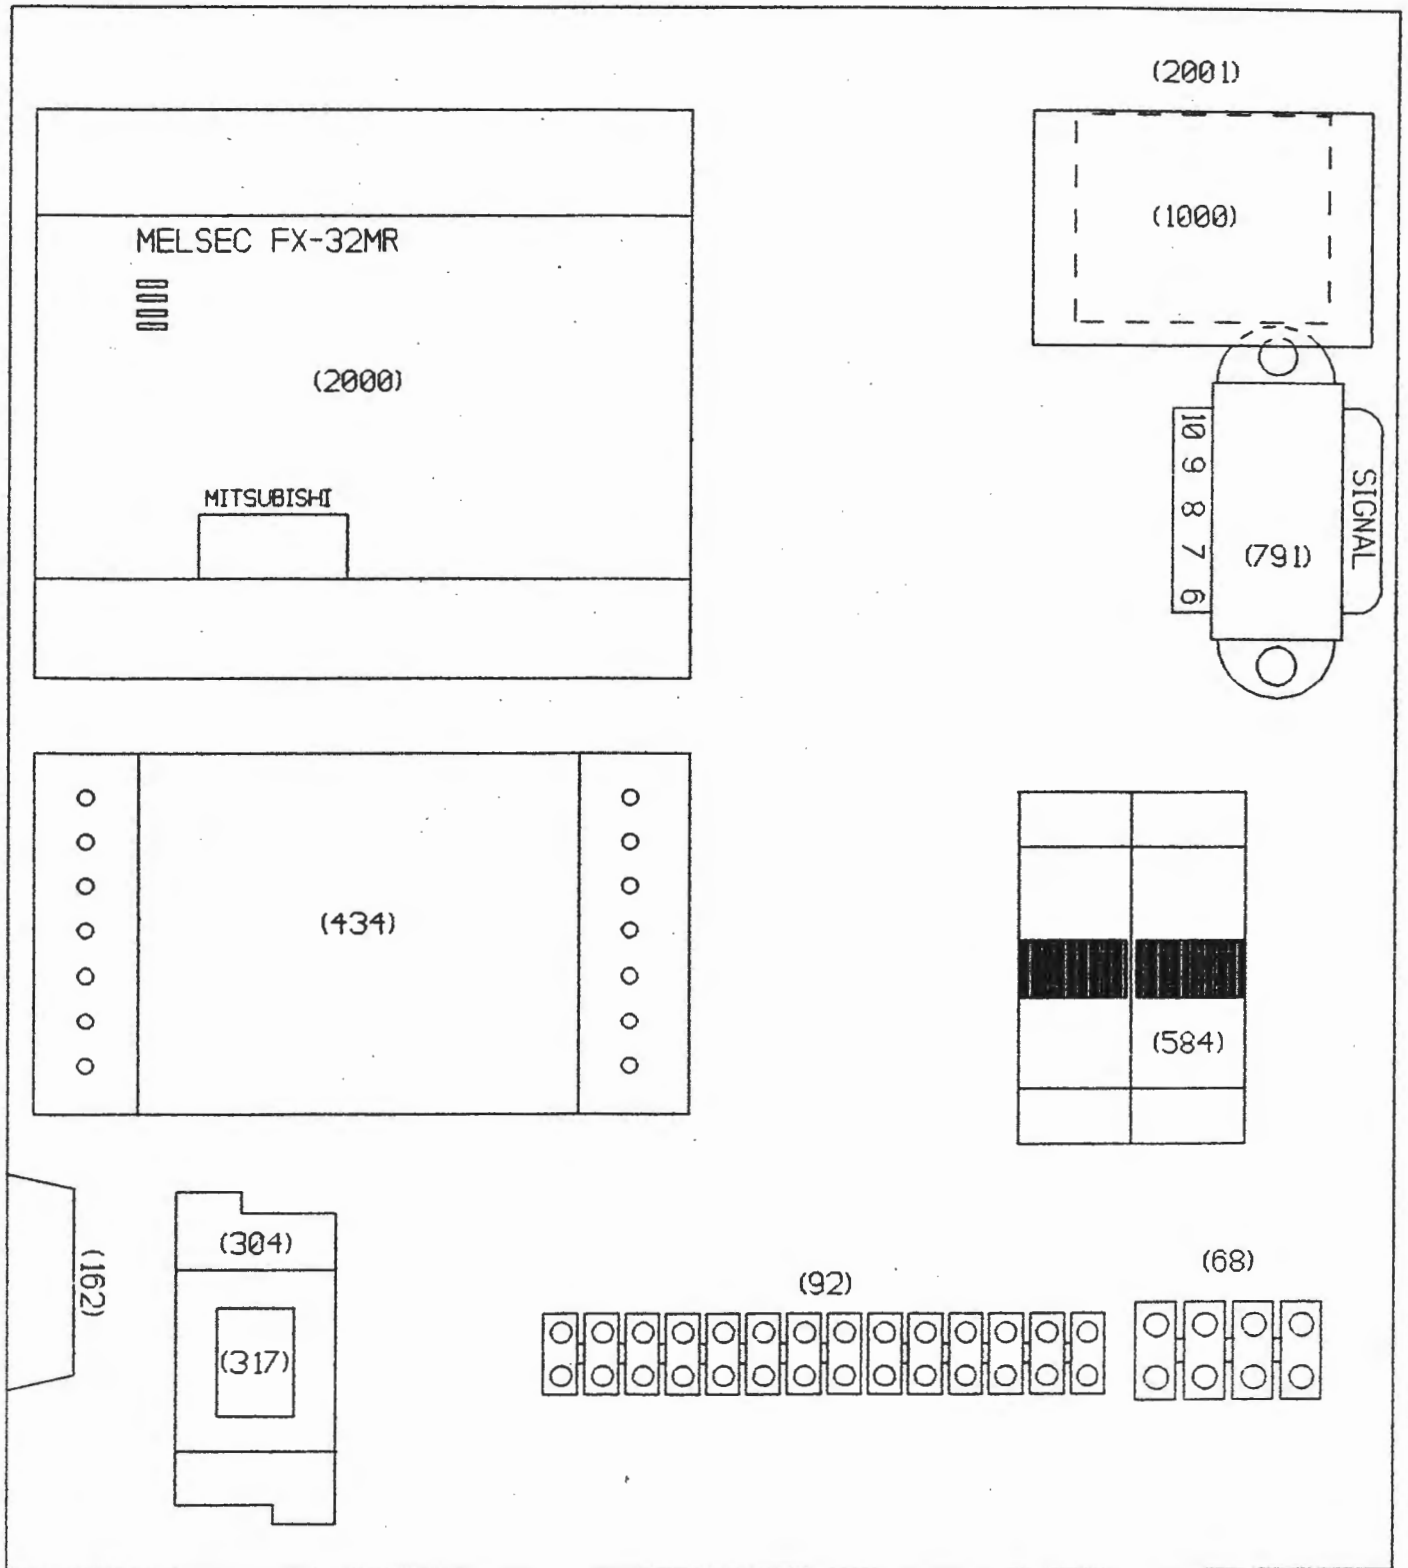 (2001)
(1000)
MELSEC FX-32MR
(2000)
MITSUBISHI
10 9 8 7 6
(791)
SIGNAL
(434)
(584)
(162)
(304)
(317)
(92)
(68)